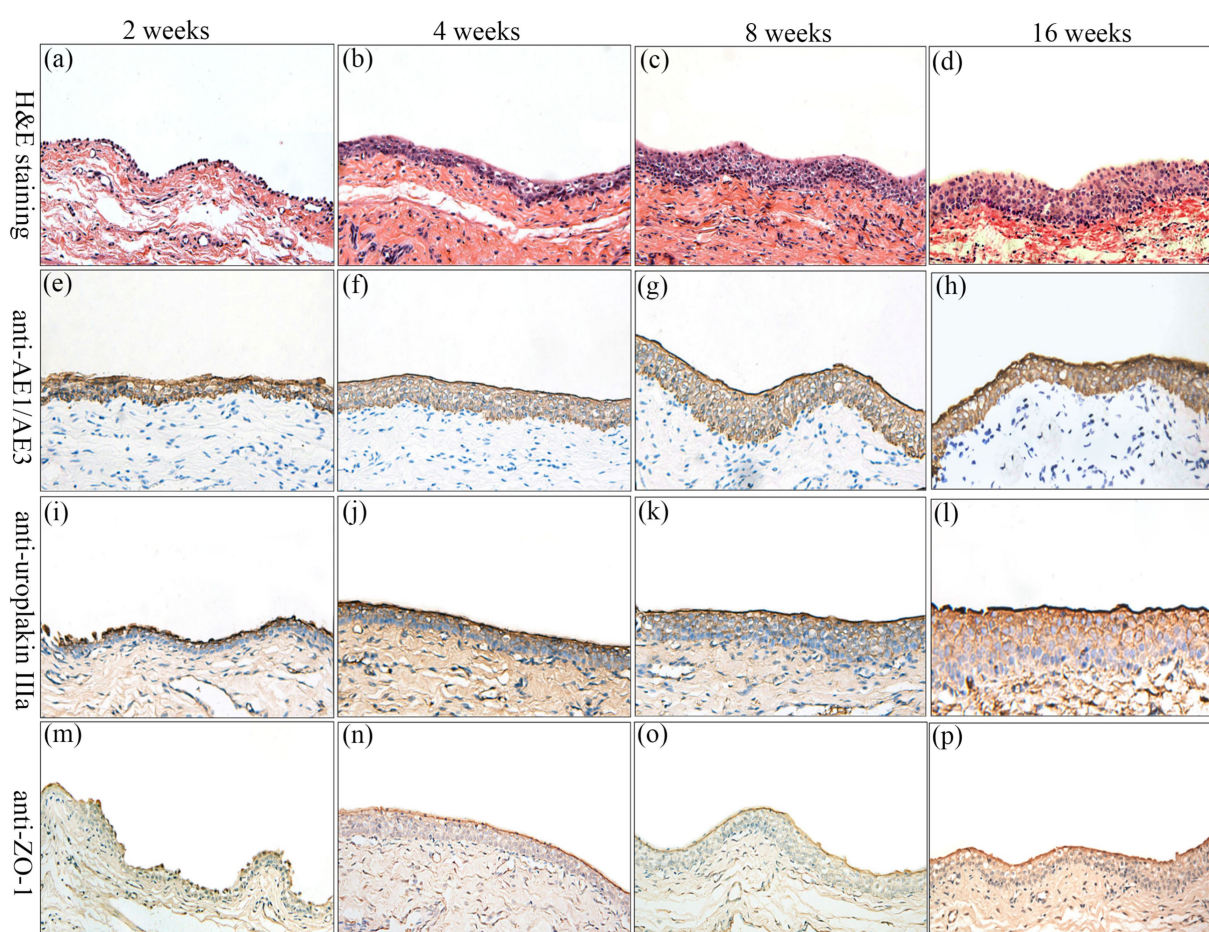 2 weeks
4 weeks
8 weeks
16 weeks
H&E staining
(a)
(b)
(c)
(d)
anti-AE1/AE3
(e)
(f)
(g)
(h)
anti-uroplakin IIIa
(i)
(j)
(k)
(l)
anti-ZO-1
(m)
(n)
(o)
(p)